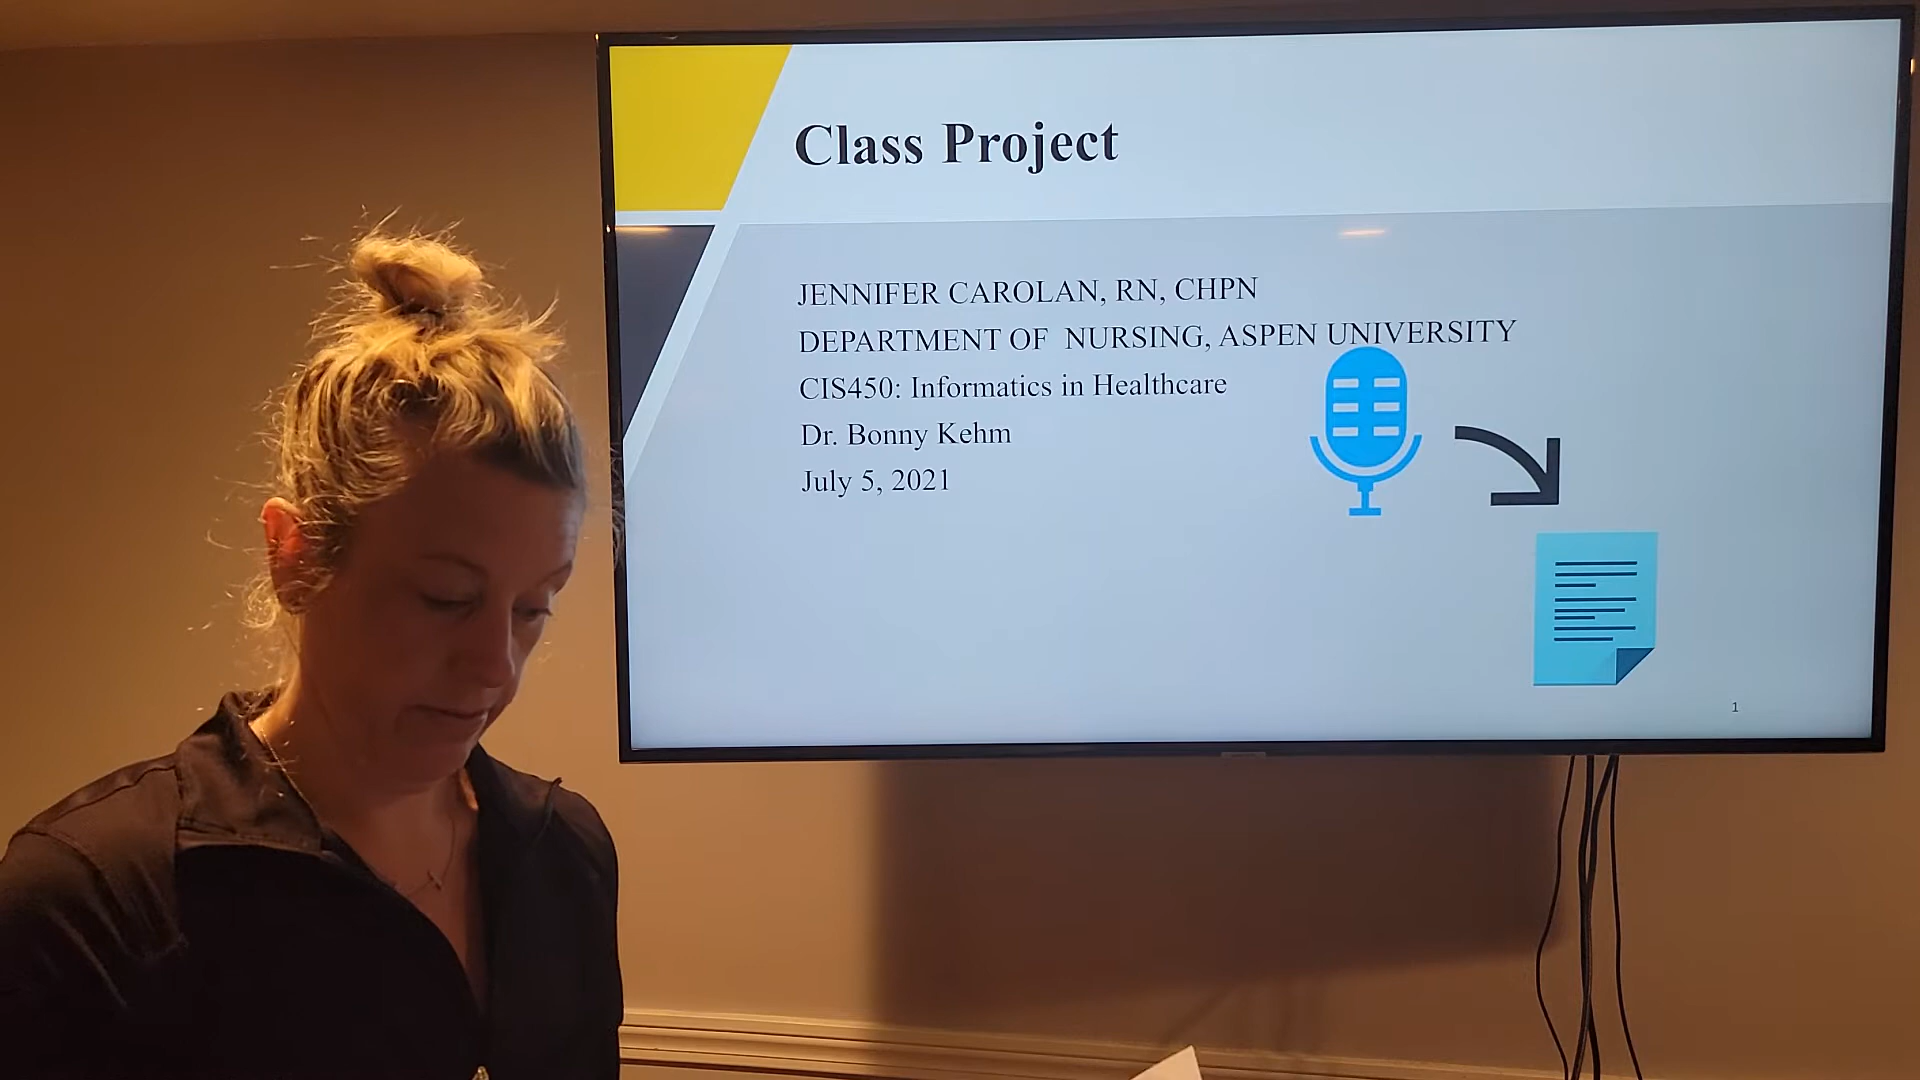 Class Project
JENNIFER CAROLAN, RN, CHPN
DEPARTMENT OF  NURSING, ASPEN UNIVERSITY
CIS450: Informatics in Healthcare
Dr. Bonny Kehm
July 5, 2021
1